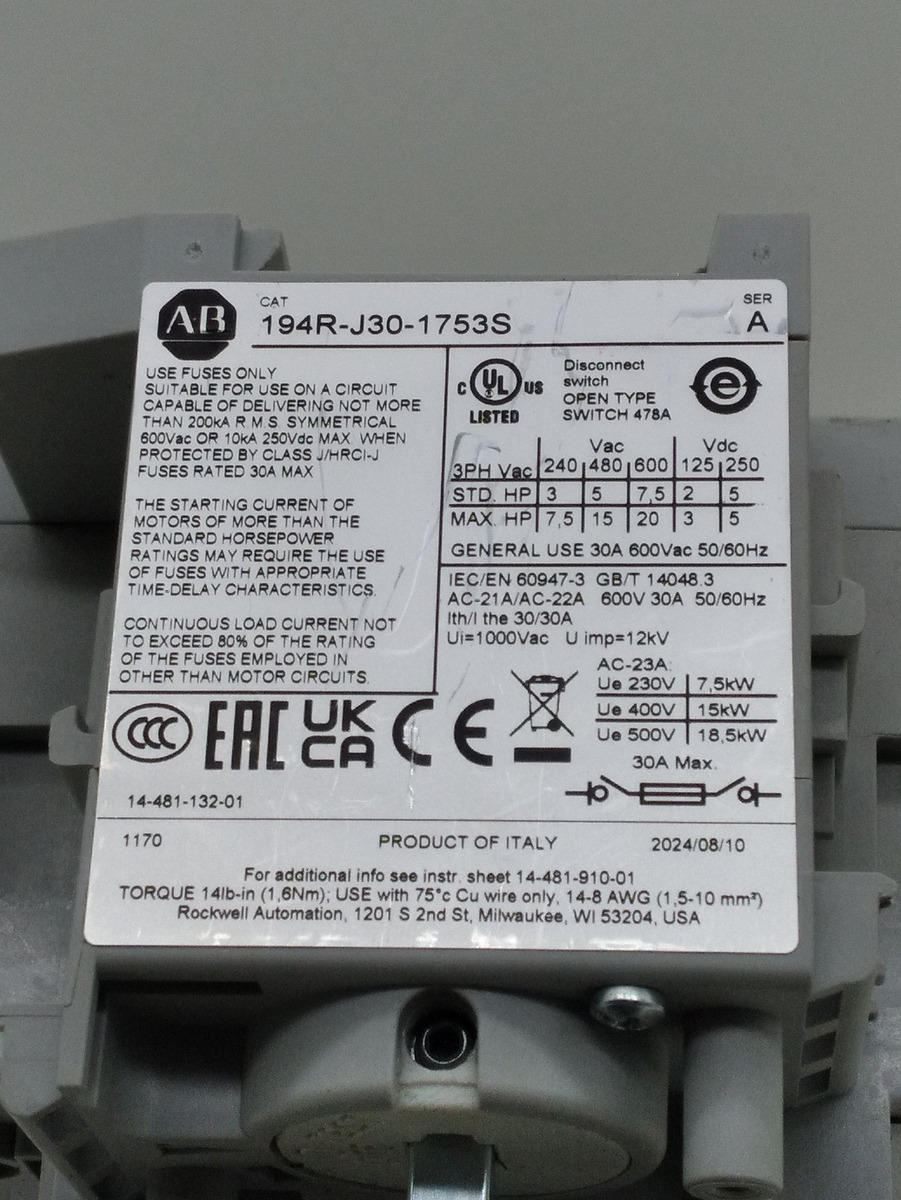 AB
CAT
194R-J30-1753S
SER
A
USE FUSES ONLY
SUITABLE FOR USE ON A CIRCUIT
CAPABLE OF DELIVERING NOT MORE
THAN 200kA R.M.S. SYMMETRICAL
600Vac OR 10kA 250Vdc MAX. WHEN
PROTECTED BY CLASS J/HRCI-J
FUSES RATED 30A MAX
THE STARTING CURRENT OF
MOTORS OF MORE THAN THE
STANDARD HORSEPOWER
RATINGS MAY REQUIRE THE USE
OF FUSES WITH APPROPRIATE
TIME-DELAY CHARACTERISTICS.
CONTINUOUS LOAD CURRENT NOT
TO EXCEED 80% OF THE RATING
OF THE FUSES EMPLOYED IN
OTHER THAN MOTOR CIRCUITS.
C UL US
LISTED
Disconnect
switch
OPEN TYPE
SWITCH 478A
e
Vac Vdc
3PH Vac 240 480 600 125 250
STD. HP 3 5 7,5 2 5
MAX. HP 7,5 15 20 3 5
GENERAL USE 30A 600Vac 50/60Hz
IEC/EN 60947-3 GB/T 14048.3
AC-21A/AC-22A 600V 30A 50/60Hz
Ith/I the 30/30A
Ui=1000Vac U imp=12kV
AC-23A:
Ue 230V 7,5kW
Ue 400V 15kW
Ue 500V 18,5kW
30A Max.
CCC EAC UK CA CE
14-481-132-01
1170 PRODUCT OF ITALY 2024/08/10
For additional info see instr. sheet 14-481-910-01
TORQUE 14lb-in (1,6Nm); USE with 75°c Cu wire only, 14-8 AWG (1,5-10 mm²)
Rockwell Automation, 1201 S 2nd St, Milwaukee, WI 53204, USA